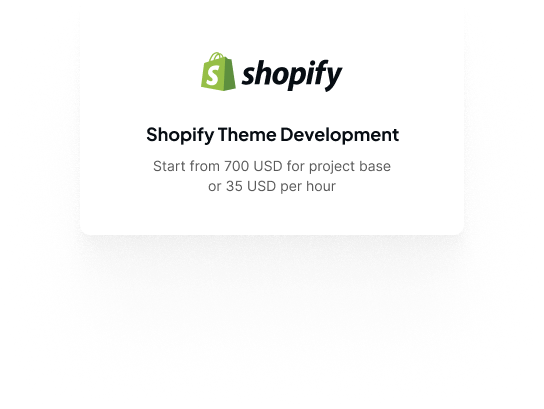 shopify
Shopify Theme Development
Start from 700 USD for project base
or 35 USD per hour